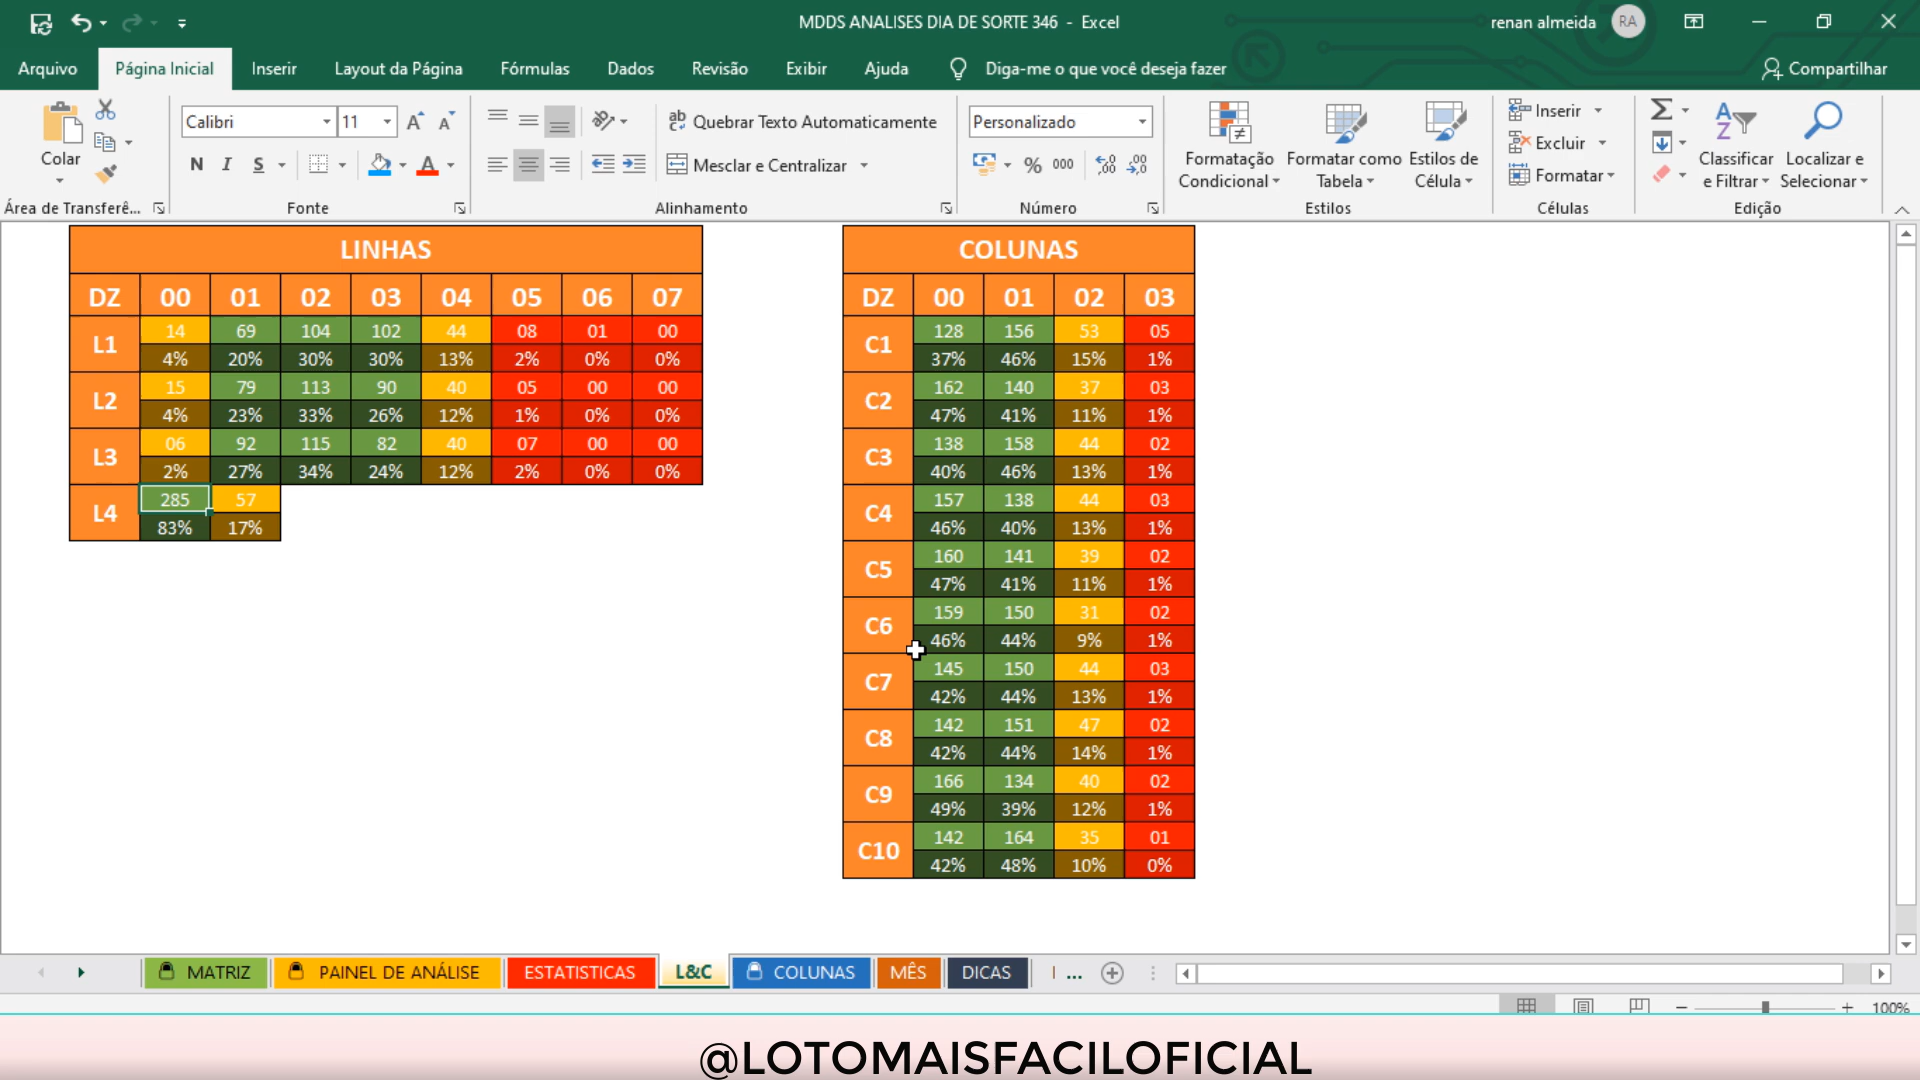 MDDS ANALISES DIA DE SORTE 346 - Excel
renan almeida RA
Arquivo Página Inicial Inserir Layout da Página Fórmulas Dados Revisão Exibir Ajuda Diga-me o que você deseja fazer Compartilhar
Colar
Área de Transferê...
Calibri 11
N I S
Fonte
Quebrar Texto Automaticamente
Mesclar e Centralizar
Alinhamento
Personalizado
% 000
Número
Formatação Condicional
Formatar como Tabela
Estilos de Célula
Estilos
Inserir
Excluir
Formatar
Células
Classificar e Filtrar
Localizar e Selecionar
Edição
LINHAS
DZ 00 01 02 03 04 05 06 07
L1 14 69 104 102 44 08 01 00
4% 20% 30% 30% 13% 2% 0% 0%
L2 15 79 113 90 40 05 00 00
4% 23% 33% 26% 12% 1% 0% 0%
L3 06 92 115 82 40 07 00 00
2% 27% 34% 24% 12% 2% 0% 0%
L4 285 57
83% 17%
COLUNAS
DZ 00 01 02 03
C1 128 156 53 05
37% 46% 15% 1%
C2 162 140 37 03
47% 41% 11% 1%
C3 138 158 44 02
40% 46% 13% 1%
C4 157 138 44 03
46% 40% 13% 1%
C5 160 141 39 02
47% 41% 11% 1%
C6 159 150 31 02
46% 44% 9% 1%
C7 145 150 44 03
42% 44% 13% 1%
C8 142 151 47 02
42% 44% 14% 1%
C9 166 134 40 02
49% 39% 12% 1%
C10 142 164 35 01
42% 48% 10% 0%
MATRIZ PAINEL DE ANÁLISE ESTATISTICAS L&C COLUNAS MÊS DICAS ...
100%
@LOTOMAISFACILOFICIAL